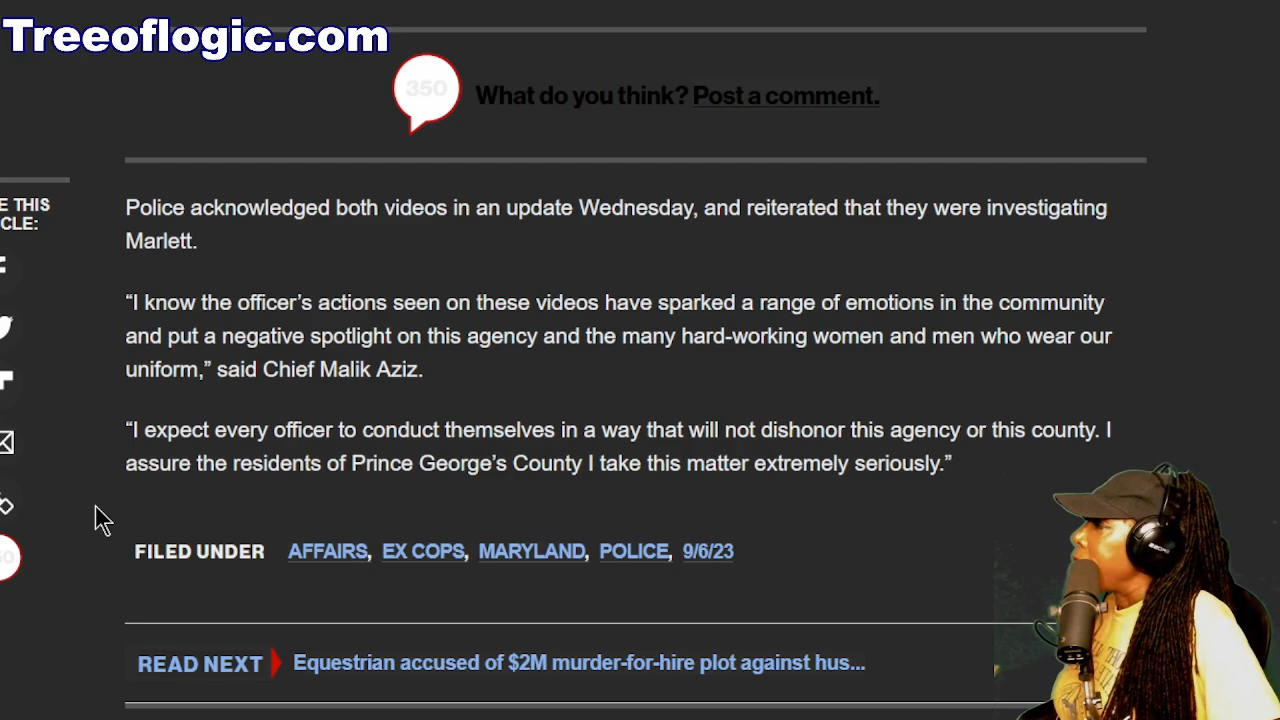 Treeoflogic.com
350
What do you think? Post a comment.
E THIS
CLE:
Police acknowledged both videos in an update Wednesday, and reiterated that they were investigating
Marlett.
“I know the officer’s actions seen on these videos have sparked a range of emotions in the community
and put a negative spotlight on this agency and the many hard-working women and men who wear our
uniform,” said Chief Malik Aziz.
“I expect every officer to conduct themselves in a way that will not dishonor this agency or this county. I
assure the residents of Prince George’s County I take this matter extremely seriously.”
FILED UNDER AFFAIRS, EX COPS, MARYLAND, POLICE, 9/6/23
READ NEXT Equestrian accused of $2M murder-for-hire plot against hus...